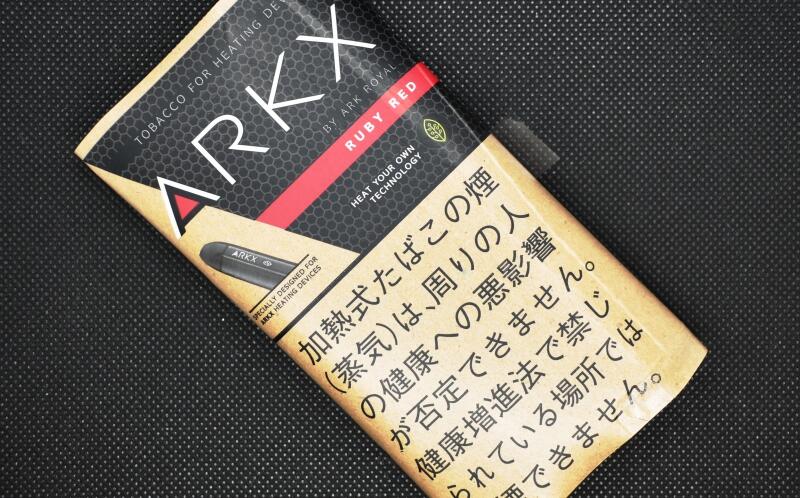 TOBACCO FOR HEATING
ARKX
BY ARK ROYAL
RUBY RED
HEAT YOUR OWN
TECHNOLOGY
ARKX
SPECIALLY DESIGNED FOR
ARKX HEATING DEVICES
加熱式たばこの煙
(蒸気)は、周りの人
の健康への悪影響
が否定できません。
健康増進法で禁じ
られている場所では
煙できません。